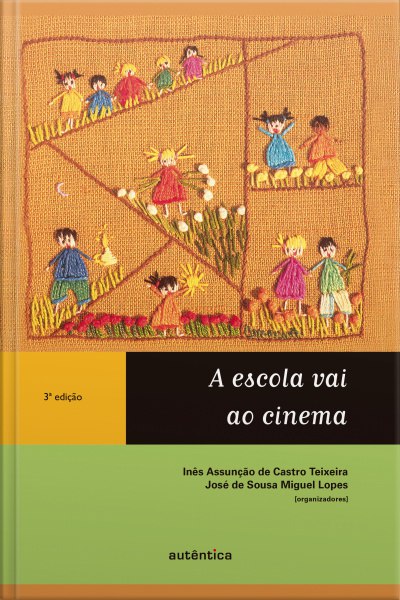 A escola vai
ao cinema
3ª edição
Inês Assunção de Castro Teixeira
José de Sousa Miguel Lopes
[organizadores]
autêntica